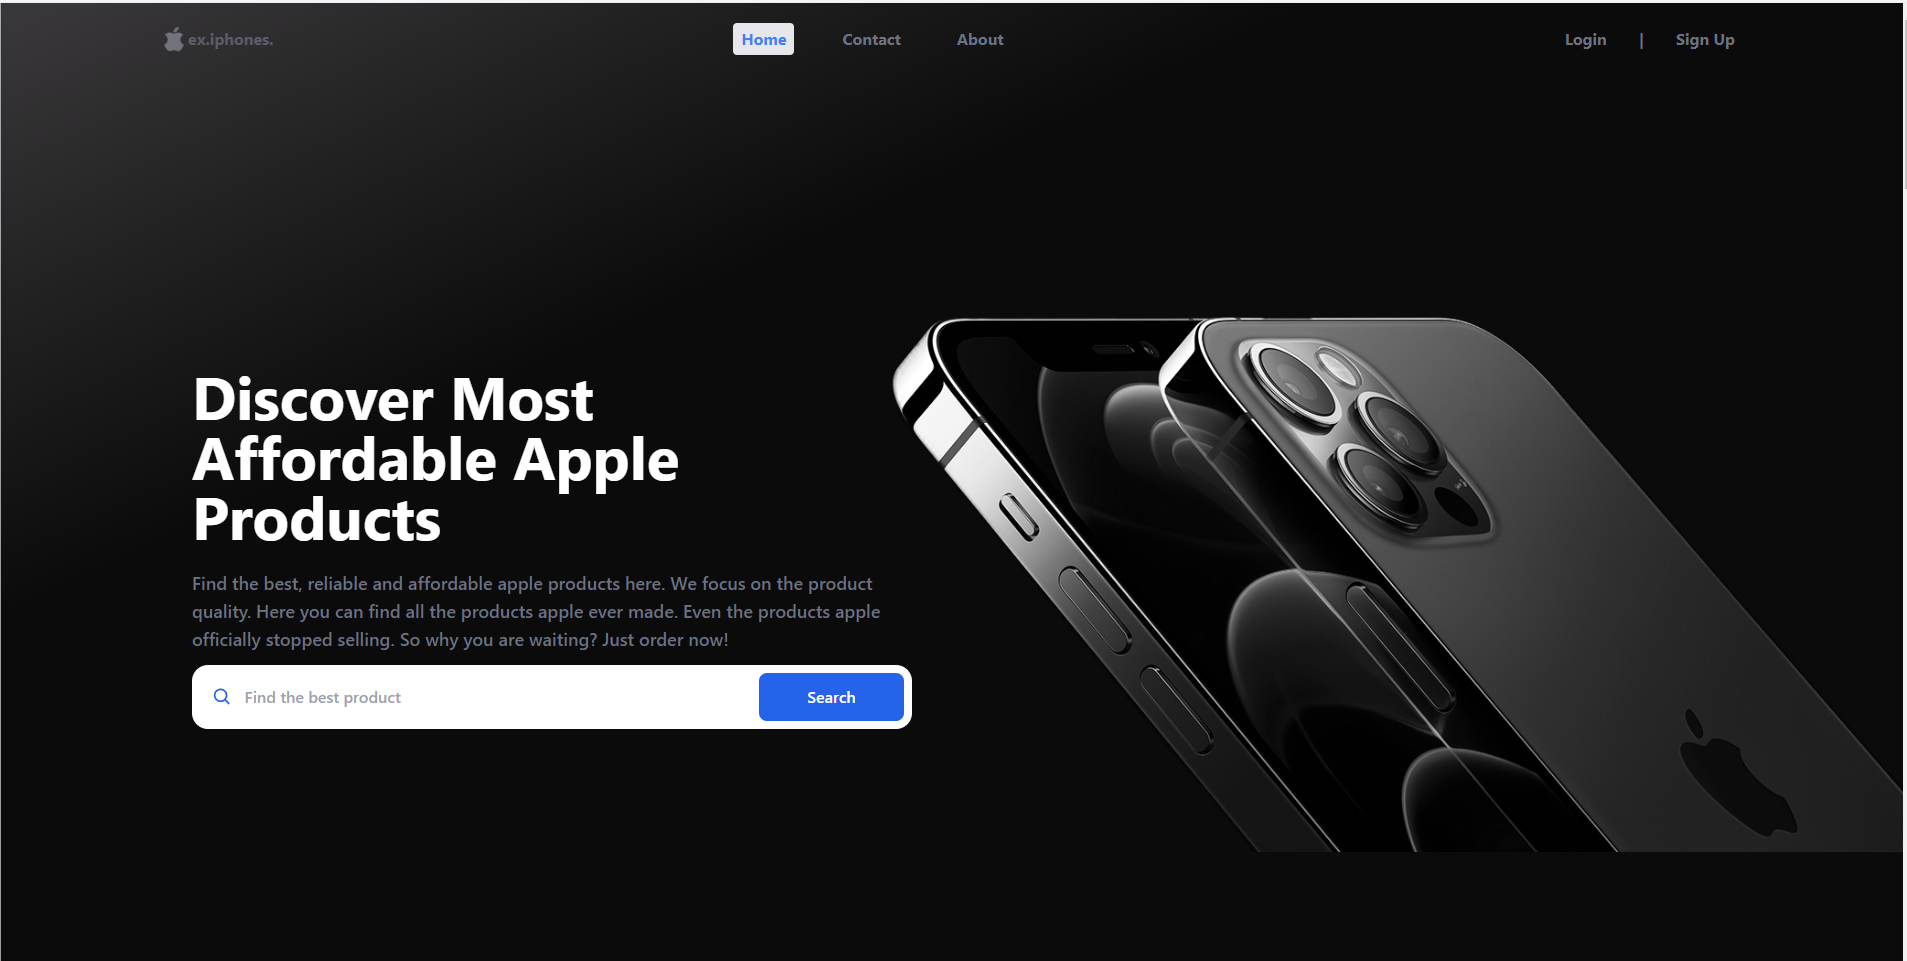 ex.iphones.
Home
Contact
About
Login
|
Sign Up
Discover Most
Affordable Apple
Products
Find the best, reliable and affordable apple products here. We focus on the product
quality. Here you can find all the products apple ever made. Even the products apple
officially stopped selling. So why you are waiting? Just order now!
Find the best product
Search